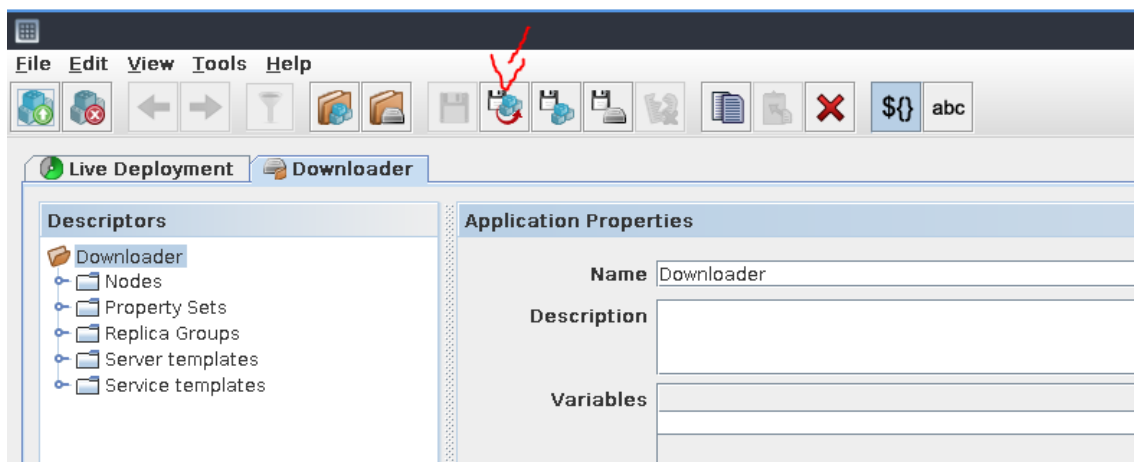 File Edit View Tools Help
${} abc
Live Deployment Downloader
Descriptors
Downloader
Nodes
Property Sets
Replica Groups
Server templates
Service templates
Application Properties
Name Downloader
Description
Variables